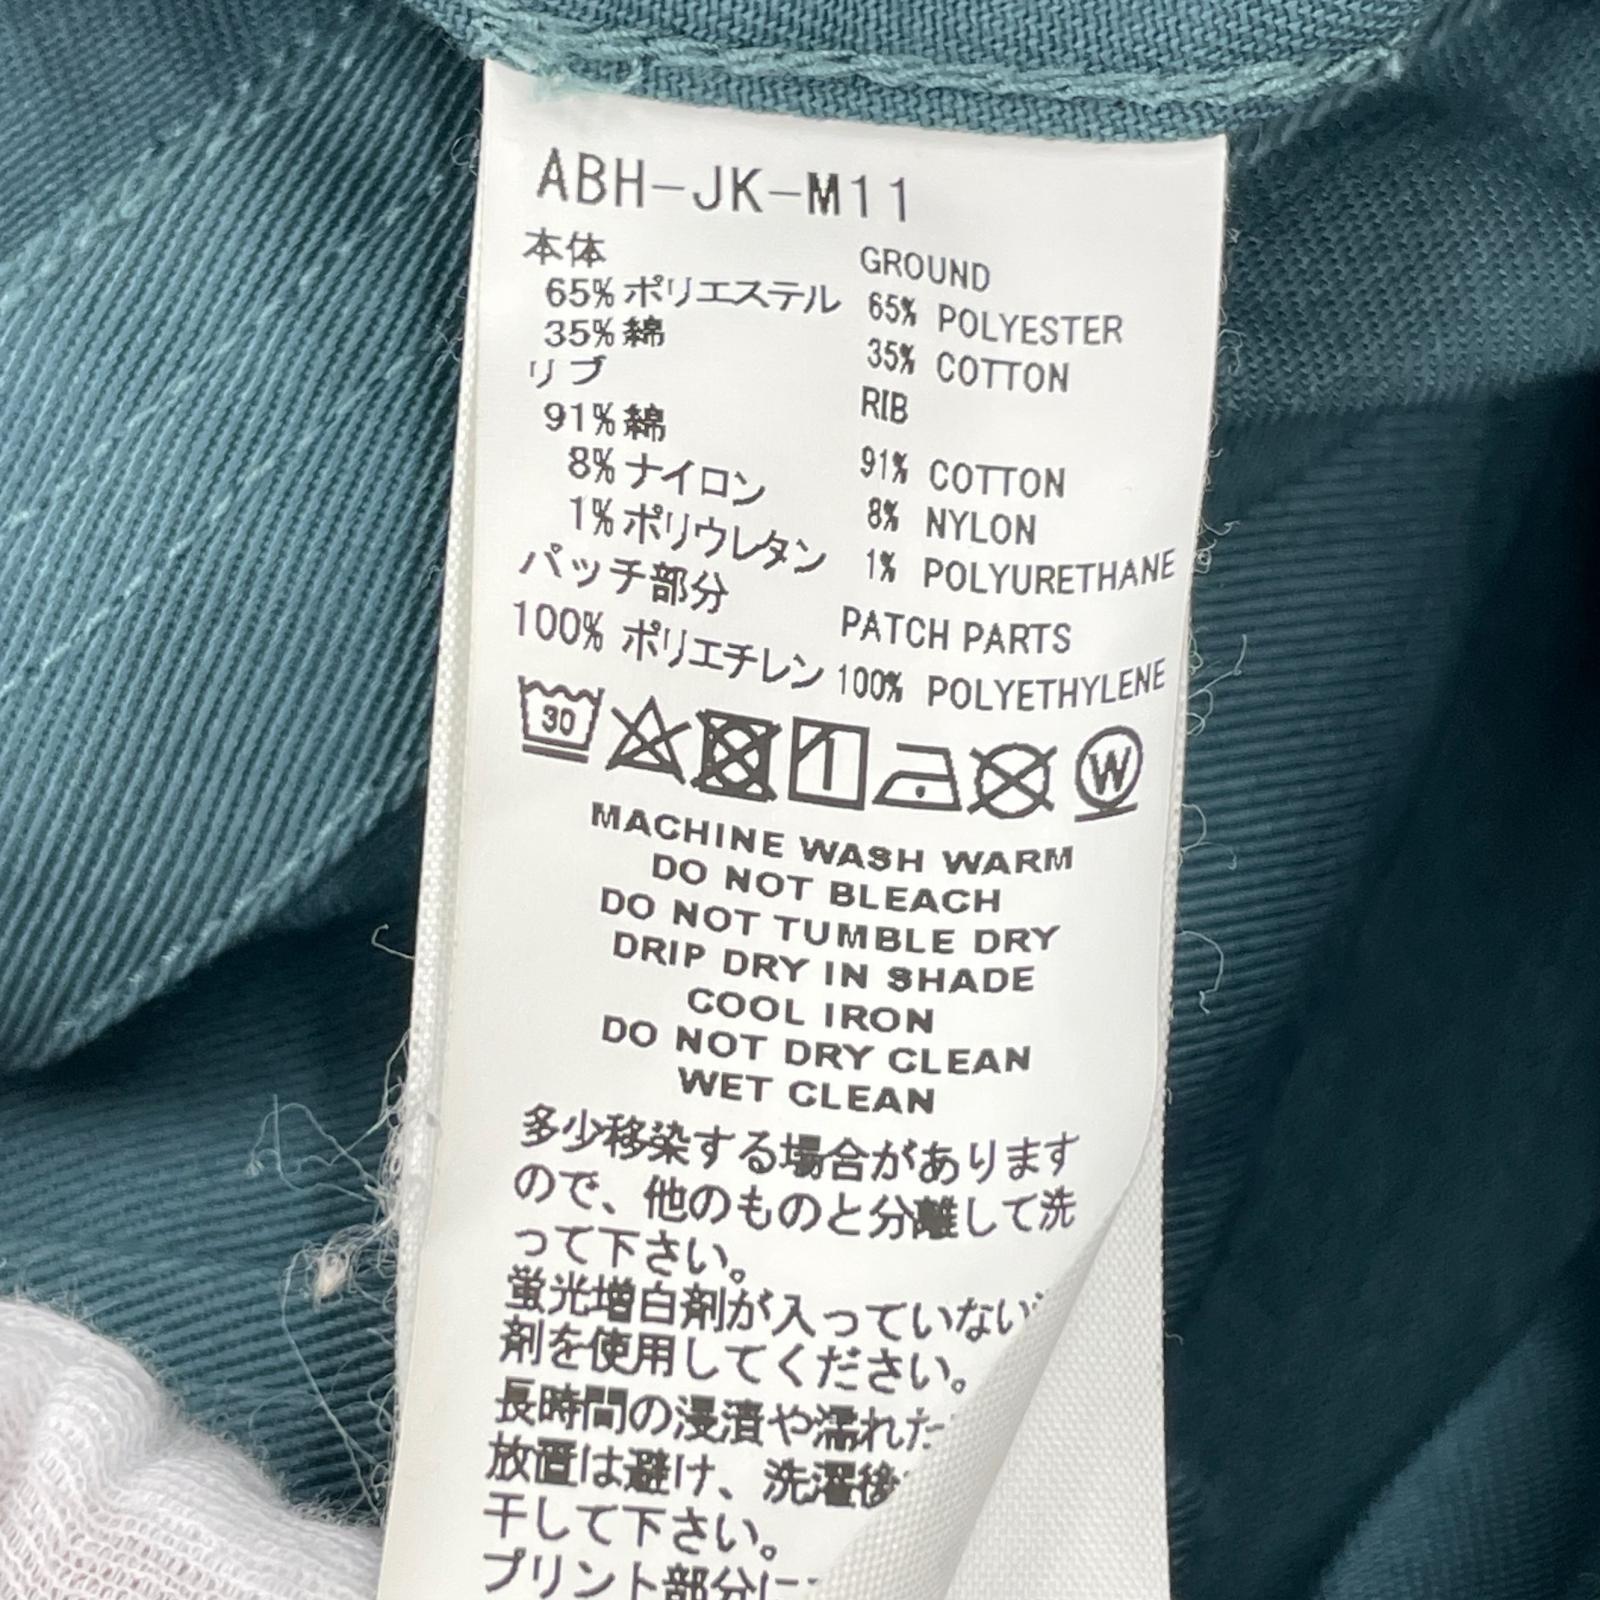 ABH-JK-M11
本体 GROUND
65% ポリエステル 65% POLYESTER
35% 綿 35% COTTON
リブ RIB
91% 綿 91% COTTON
8% ナイロン 8% NYLON
1% ポリウレタン 1% POLYURETHANE
パッチ部分 PATCH PARTS
100% ポリエチレン 100% POLYETHYLENE
30 W
MACHINE WASH WARM
DO NOT BLEACH
DO NOT TUMBLE DRY
DRIP DRY IN SHADE
COOL IRON
DO NOT DRY CLEAN
WET CLEAN
多少移染する場合があります
ので、他のものと分離して洗
って下さい。
蛍光増白剤が入っていない
剤を使用してください。
長時間の浸漬や濡れた
放置は避け、洗濯後
干して下さい。
プリント部分に